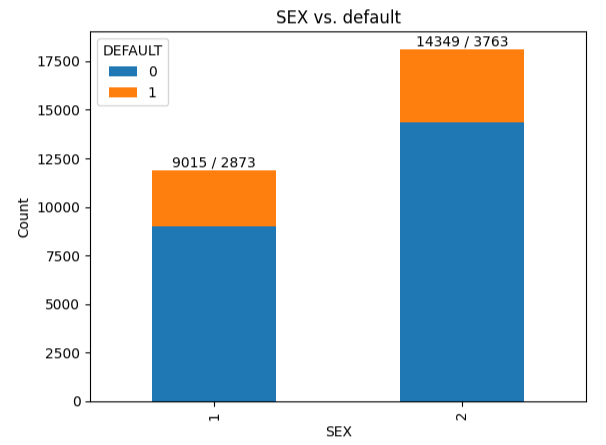 SEX vs. default
DEFAULT
0
1
14349 / 3763
9015 / 2873
17500
15000
12500
10000
7500
5000
2500
0
Count
1
2
SEX